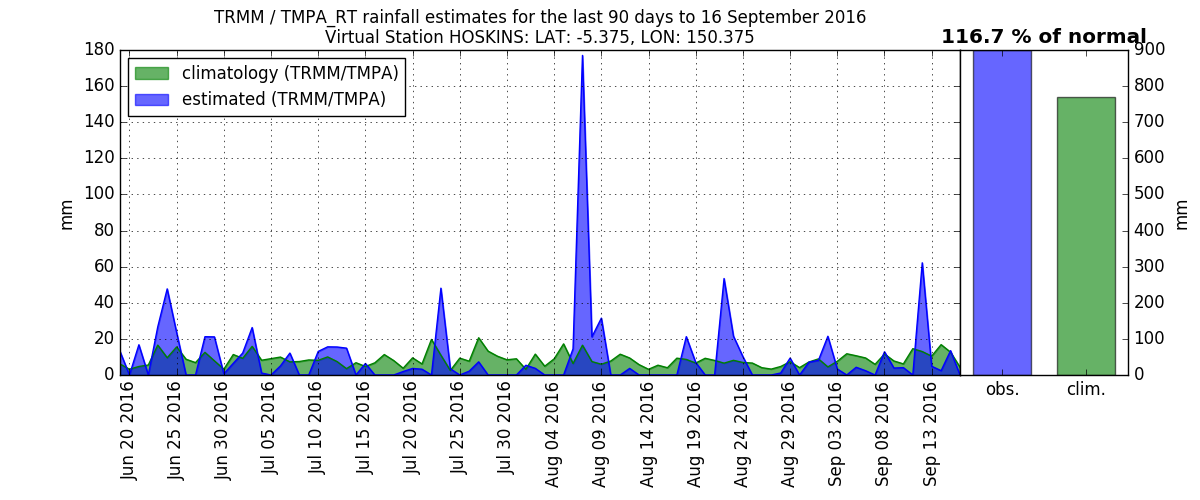 TRMM / TMPA_RT rainfall estimates for the last 90 days to 16 September 2016
Virtual Station HOSKINS: LAT: -5.375, LON: 150.375
116.7 % of normal
climatology (TRMM/TMPA)
estimated (TRMM/TMPA)
mm
180
160
140
120
100
80
60
40
20
0
Jun 20 2016
Jun 25 2016
Jun 30 2016
Jul 05 2016
Jul 10 2016
Jul 15 2016
Jul 20 2016
Jul 25 2016
Jul 30 2016
Aug 04 2016
Aug 09 2016
Aug 14 2016
Aug 19 2016
Aug 24 2016
Aug 29 2016
Sep 03 2016
Sep 08 2016
Sep 13 2016
obs.
clim.
900
800
700
600
500
400
300
200
100
0
mm